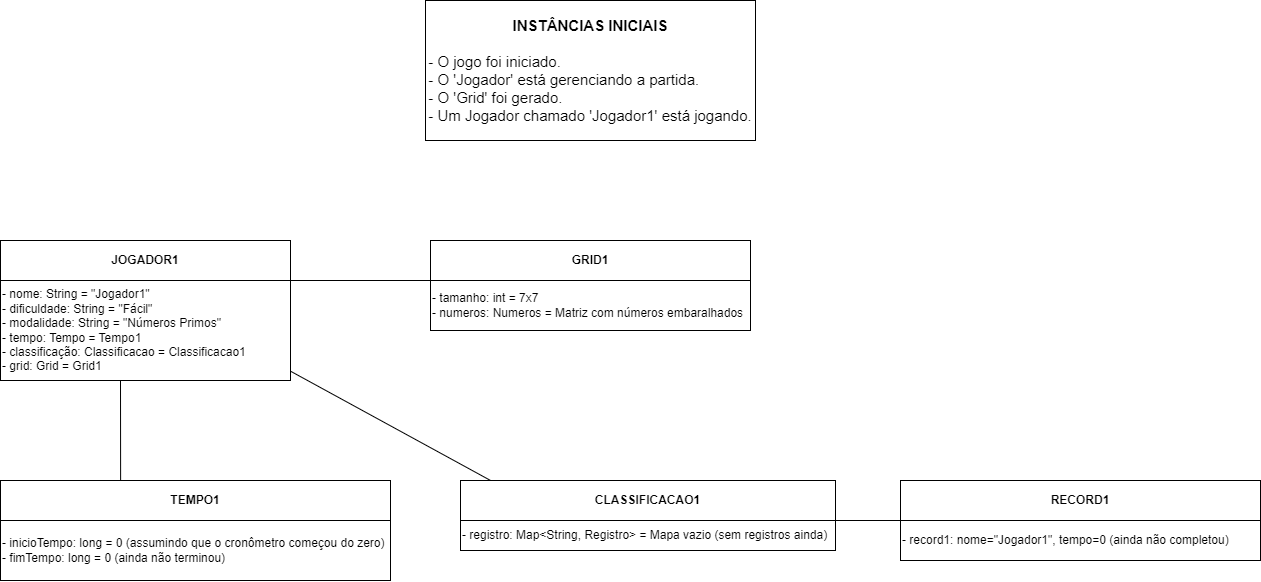 INSTÂNCIAS INICIAIS
- O jogo foi iniciado.
- O 'Jogador' está gerenciando a partida.
- O 'Grid' foi gerado.
- Um Jogador chamado 'Jogador1' está jogando.
JOGADOR1
- nome: String = "Jogador1"
- dificuldade: String = "Fácil"
- modalidade: String = "Números Primos"
- tempo: Tempo = Tempo1
- classificação: Classificacao = Classificacao1
- grid: Grid = Grid1
GRID1
- tamanho: int = 7x7
- numeros: Numeros = Matriz com números embaralhados
TEMPO1
- inicioTempo: long = 0 (assumindo que o cronômetro começou do zero)
- fimTempo: long = 0 (ainda não terminou)
CLASSIFICACAO1
- registro: Map<String, Registro> = Mapa vazio (sem registros ainda)
RECORD1
- record1: nome="Jogador1", tempo=0 (ainda não completou)